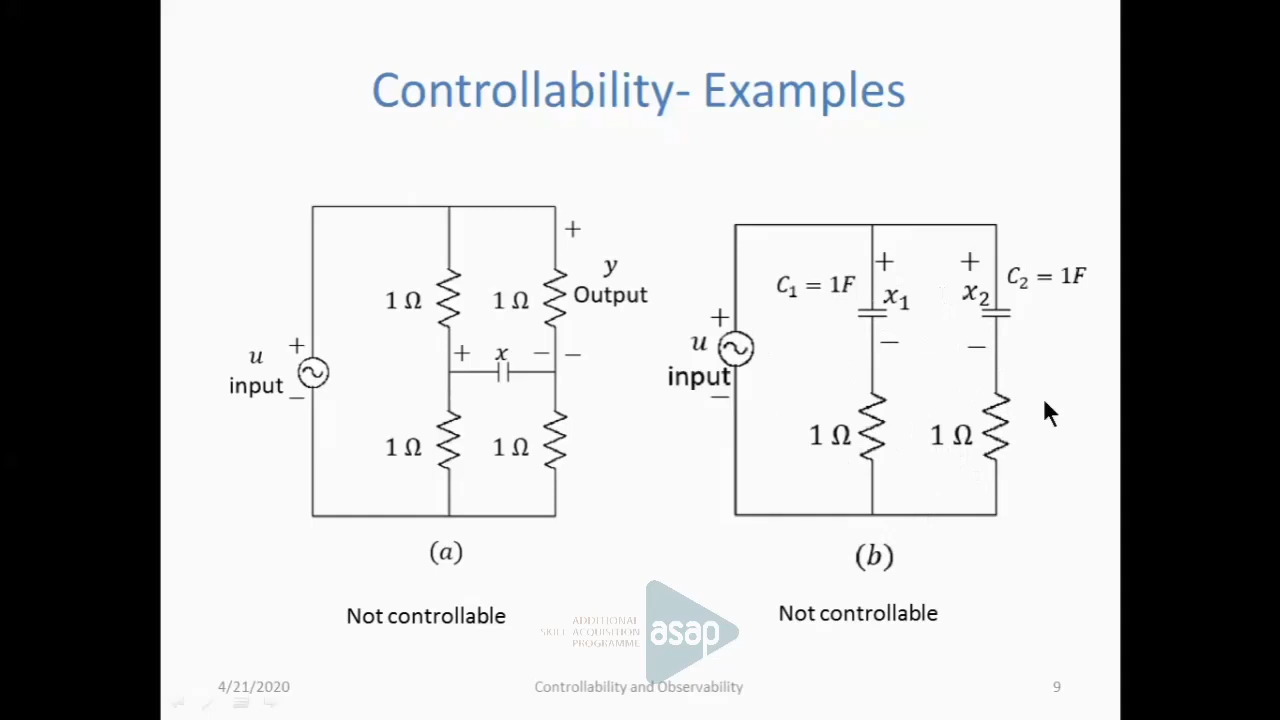 Controllability- Examples
+
y
Output
1 Ω
1 Ω
+ x − −
u
input
+
−
1 Ω
1 Ω
(a)
Not controllable
+
+
C₁ = 1F
x₁
x₂
C₂ = 1F
−
−
+
u
input
−
1 Ω
1 Ω
(b)
Not controllable
ADDITIONAL
SKILL ACQUISITION
PROGRAMME
asap
4/21/2020
Controllability and Observability
9